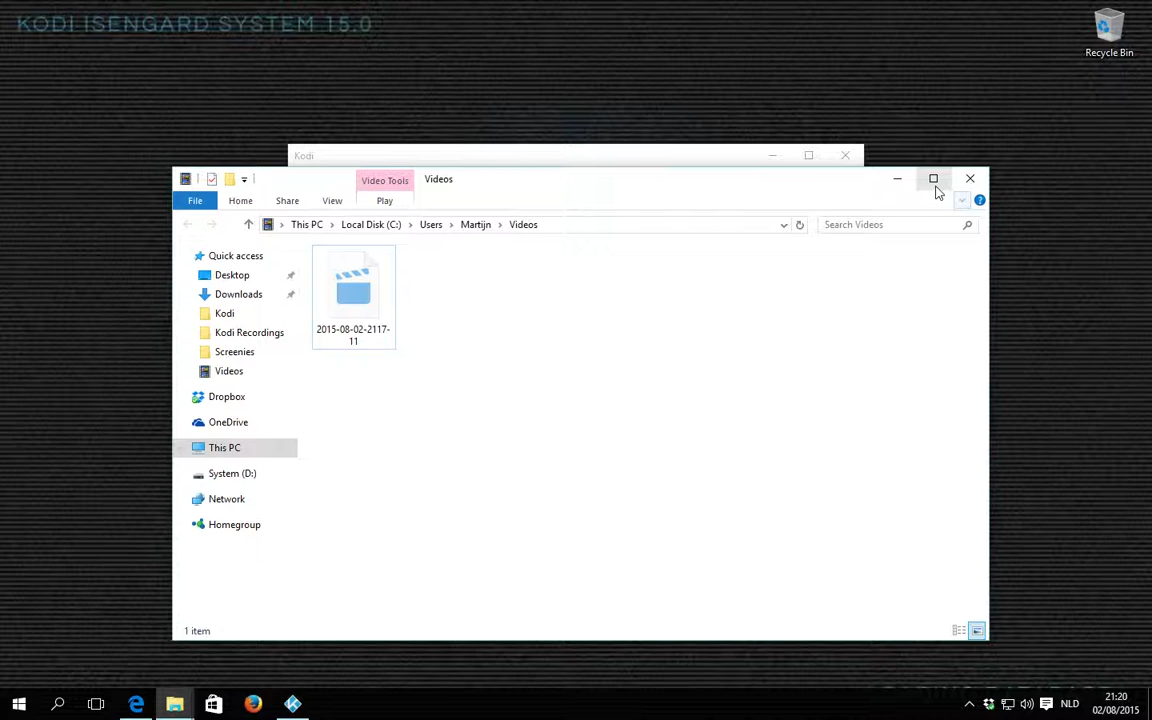 KODI ISENGARD SYSTEM 15.0
Recycle Bin
Kodi
Video Tools
Videos
File
Home
Share
View
Play
This PC
Local Disk (C:)
Users
Martijn
Videos
Search Videos
Quick access
Desktop
Downloads
Kodi
Kodi Recordings
Screenies
Videos
Dropbox
OneDrive
This PC
System (D:)
Network
Homegroup
2015-08-02-2117-
11
1 item
NLD
21:20
02/08/2015